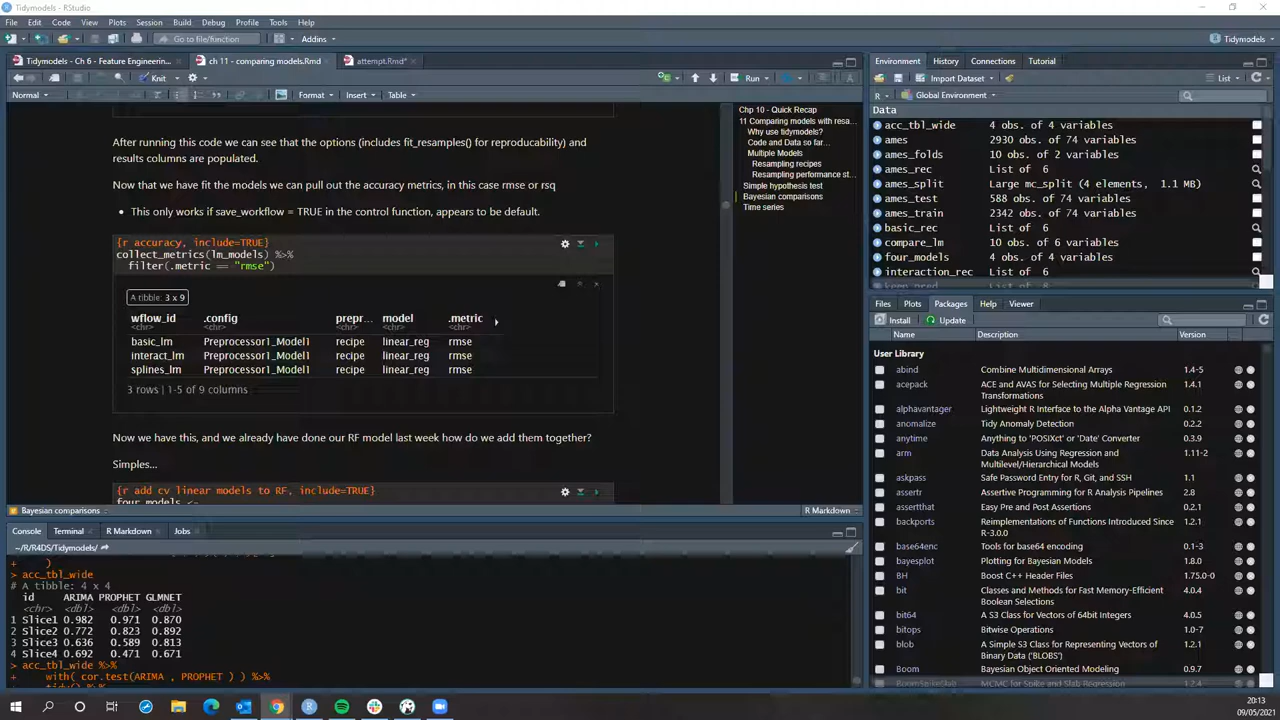 Tidymodels - RStudio
File Edit Code View Plots Session Build Debug Profile Tools Help
Go to file/function Addins Tidymodels
Tidymodels - Ch 6 - Feature Engineerin... ch 11 - comparing models.Rmd attempt.Rmd*
Knit Run
Normal Format Insert Table
After running this code we can see that the options (includes fit_resamples() for reproducability) and
results columns are populated.
Now that we have fit the models we can pull out the accuracy metrics, in this case rmse or rsq
• This only works if save_workflow = TRUE in the control function, appears to be default.
{r accuracy, include=TRUE}
collect_metrics(lm_models) %>%
filter(.metric == "rmse")
A tibble: 3 x 9
wflow_id .config prepr... model .metric
<chr> <chr> <chr> <chr> <chr>
basic_lm Preprocessor1_Model1 recipe linear_reg rmse
interact_lm Preprocessor1_Model1 recipe linear_reg rmse
splines_lm Preprocessor1_Model1 recipe linear_reg rmse
3 rows | 1-5 of 9 columns
Now we have this, and we already have done our RF model last week how do we add them together?
Simples...
{r add cv linear models to RF, include=TRUE}
four_models <-
Chp 10 - Quick Recap
11 Comparing models with resa...
Why use tidymodels?
Code and Data so far...
Multiple Models
Resampling recipes
Resampling performance st...
Simple hypothesis test
Bayesian comparisons
Time series
Bayesian comparisons R Markdown
Console Terminal R Markdown Jobs
~/R/R4DS/Tidymodels/
+ )
> acc_tbl_wide
# A tibble: 4 x 4
id ARIMA PROPHET GLMNET
<chr> <dbl> <dbl> <dbl>
1 Slice1 0.982 0.971 0.870
2 Slice2 0.772 0.823 0.892
3 Slice3 0.636 0.589 0.813
4 Slice4 0.692 0.471 0.671
> acc_tbl_wide %>%
+ with( cor.test(ARIMA , PROPHET ) ) %>%
Environment History Connections Tutorial
Import Dataset List
R Global Environment
Data
acc_tbl_wide 4 obs. of 4 variables
ames 2930 obs. of 74 variables
ames_folds 10 obs. of 2 variables
ames_rec List of 6
ames_split Large mc_split (4 elements, 1.1 MB)
ames_test 588 obs. of 74 variables
ames_train 2342 obs. of 74 variables
basic_rec List of 6
compare_lm 10 obs. of 6 variables
four_models 4 obs. of 4 variables
interaction_rec List of 6
keep_pred List of 8
Files Plots Packages Help Viewer
Install Update
Name Description Version
User Library
abind Combine Multidimensional Arrays 1.4-5
acepack ACE and AVAS for Selecting Multiple Regression 1.4.1
Transformations
alphavantager Lightweight R Interface to the Alpha Vantage API 0.1.2
anomalize Tidy Anomaly Detection 0.2.2
anytime Anything to 'POSIXct' or 'Date' Converter 0.3.9
arm Data Analysis Using Regression and 1.11-2
Multilevel/Hierarchical Models
askpass Safe Password Entry for R, Git, and SSH 1.1
assertr Assertive Programming for R Analysis Pipelines 2.8
assertthat Easy Pre and Post Assertions 0.2.1
backports Reimplementations of Functions Introduced Since 1.2.1
R-3.0.0
base64enc Tools for base64 encoding 0.1-3
bayesplot Plotting for Bayesian Models 1.8.0
BH Boost C++ Header Files 1.75.0-0
bit Classes and Methods for Fast Memory-Efficient 4.0.4
Boolean Selections
bit64 A S3 Class for Vectors of 64bit Integers 4.0.5
bitops Bitwise Operations 1.0-7
blob A Simple S3 Class for Representing Vectors of 1.2.1
Binary Data ('BLOBS')
Boom Bayesian Object Oriented Modeling 0.9.7
BoomSpikeSlab MCMC for Spike and Slab Regression 1.2.4
20:13
09/05/2021